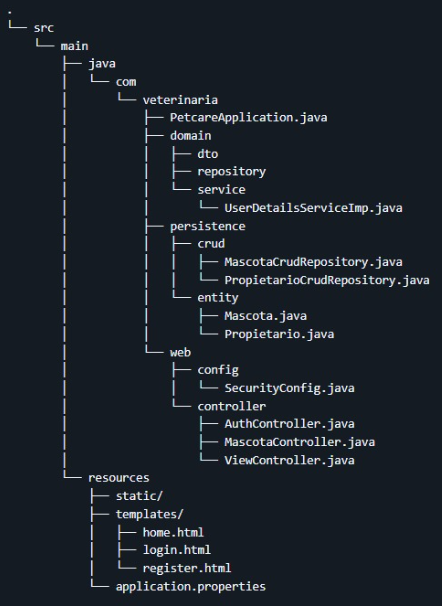 .
└── src
    └── main
        ├── java
        │   └── com
        │       └── veterinaria
        │           ├── PetcareApplication.java
        │           ├── domain
        │           │   ├── dto
        │           │   ├── repository
        │           │   └── service
        │           │       └── UserDetailsServiceImp.java
        │           ├── persistence
        │           │   ├── crud
        │           │   │   ├── MascotaCrudRepository.java
        │           │   │   └── PropietarioCrudRepository.java
        │           │   └── entity
        │           │       ├── Mascota.java
        │           │       └── Propietario.java
        │           └── web
        │               ├── config
        │               │   └── SecurityConfig.java
        │               └── controller
        │                   ├── AuthController.java
        │                   ├── MascotaController.java
        │                   └── ViewController.java
        └── resources
            ├── static/
            ├── templates/
            │   ├── home.html
            │   ├── login.html
            │   └── register.html
            └── application.properties